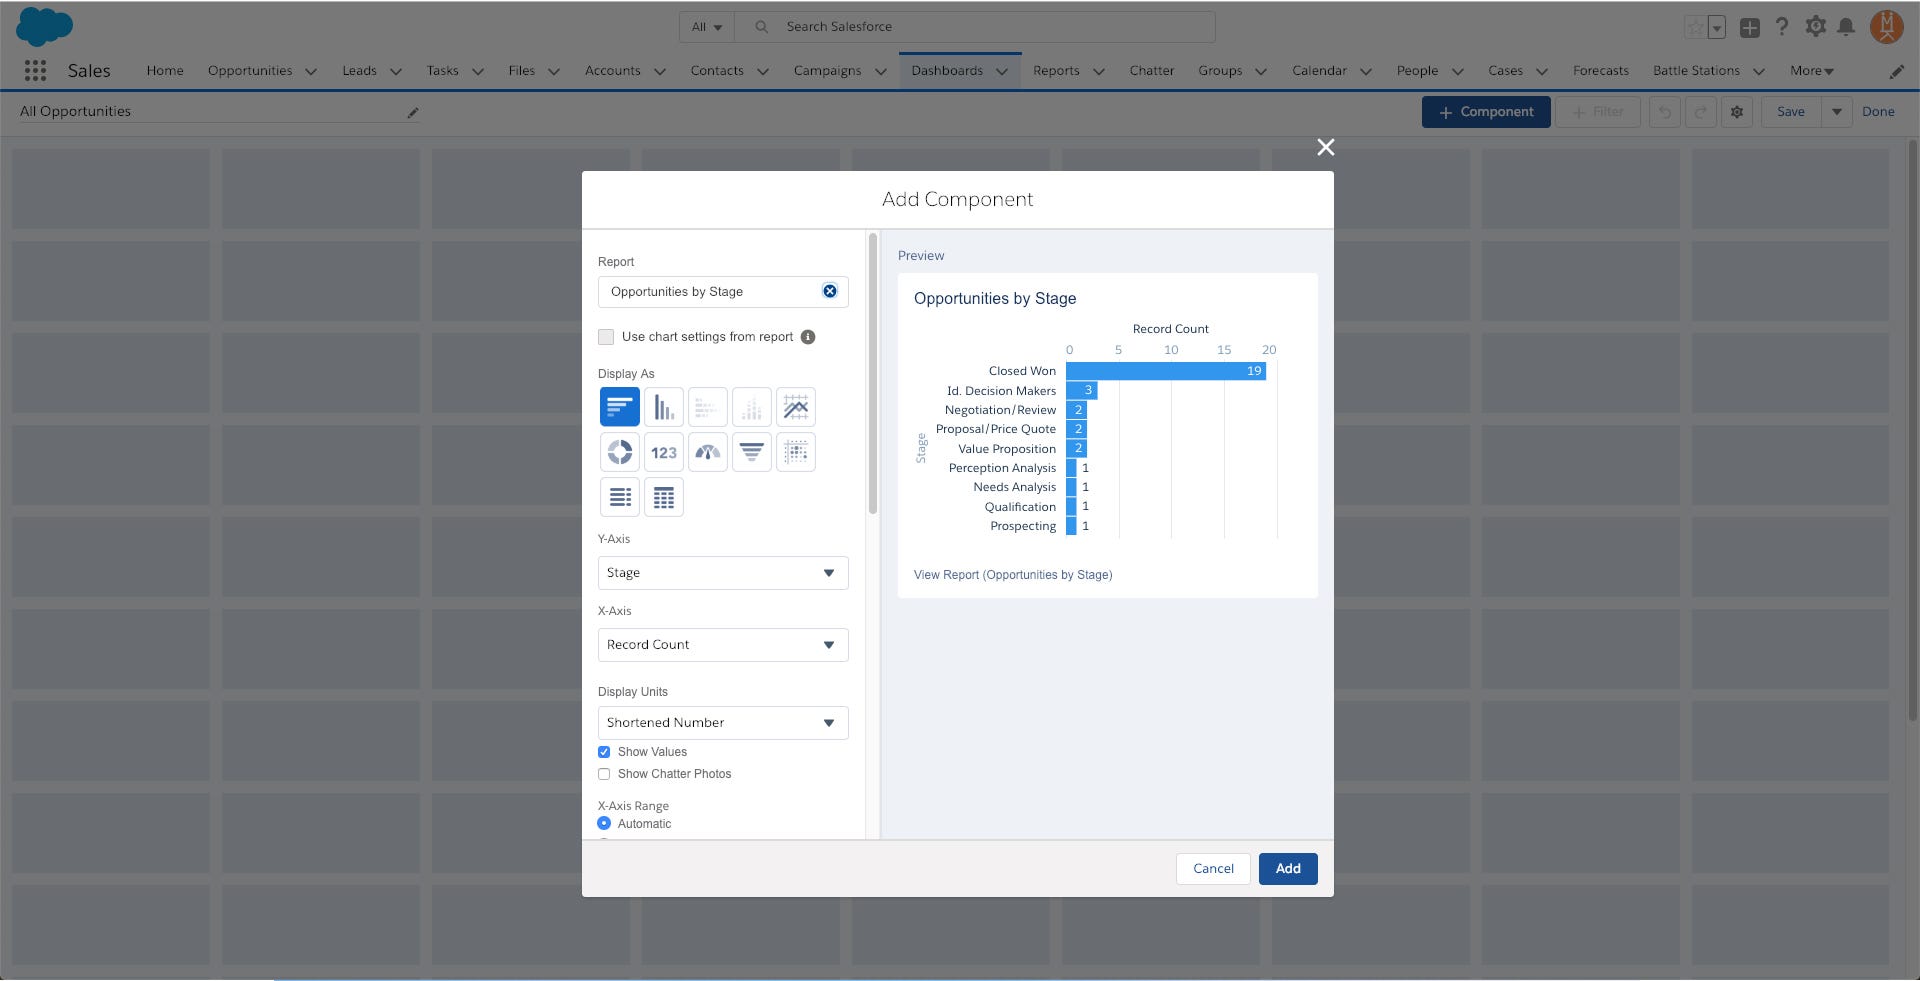 All
Search Salesforce
Sales
Home
Opportunities
Leads
Tasks
Files
Accounts
Contacts
Campaigns
Dashboards
Reports
Chatter
Groups
Calendar
People
Cases
Forecasts
Battle Stations
More
All Opportunities
+ Component
+ Filter
Save
Done
Add Component
Report
Opportunities by Stage
Use chart settings from report
Display As
123
Y-Axis
Stage
X-Axis
Record Count
Display Units
Shortened Number
Show Values
Show Chatter Photos
X-Axis Range
Automatic
Preview
Opportunities by Stage
Record Count
0 5 10 15 20
Stage
Closed Won 19
Id. Decision Makers 3
Negotiation/Review 2
Proposal/Price Quote 2
Value Proposition 2
Perception Analysis 1
Needs Analysis 1
Qualification 1
Prospecting 1
View Report (Opportunities by Stage)
Cancel
Add